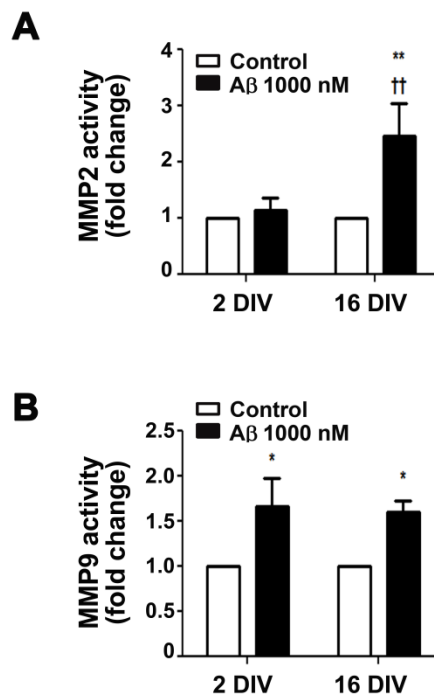 A
Control
Aβ 1000 nM
**
††
MMP2 activity
(fold change)
4
3
2
1
0
2 DIV
16 DIV
B
Control
Aβ 1000 nM
*
*
MMP9 activity
(fold change)
2.5
2.0
1.5
1.0
0.5
0
2 DIV
16 DIV